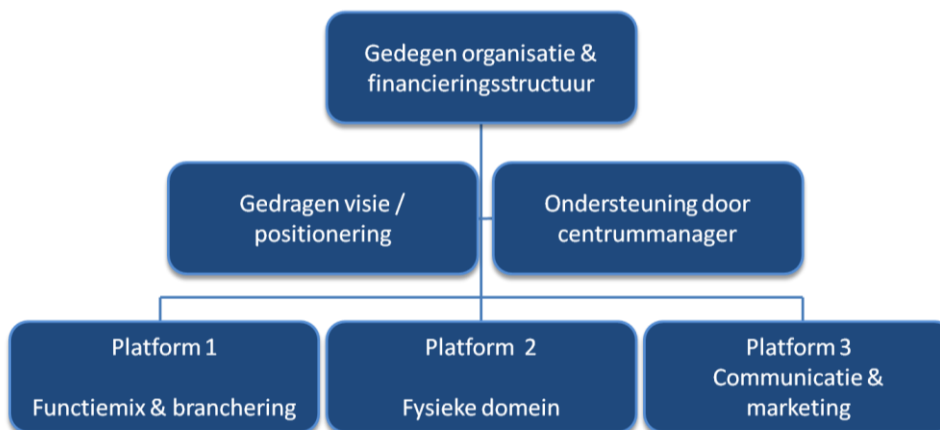 Gedegen organisatie &
financieringsstructuur
Gedragen visie /
positionering
Ondersteuning door
centrummanager
Platform 1
Functiemix & branchering
Platform 2
Fysieke domein
Platform 3
Communicatie &
marketing